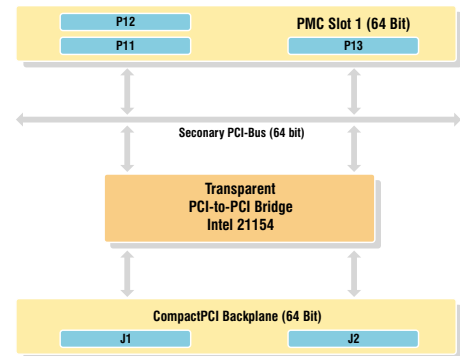 P12
PMC Slot 1 (64 Bit)
P11
P13
Seconary PCI-Bus (64 bit)
Transparent
PCI-to-PCI Bridge
Intel 21154
CompactPCI Backplane (64 Bit)
J1
J2